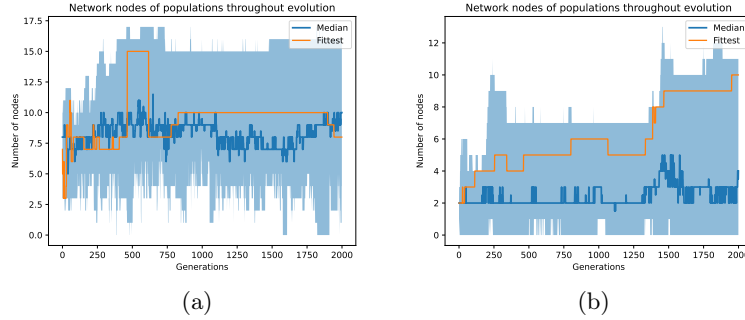 Network nodes of populations throughout evolution
17.5
15.0
12.5
10.0
7.5
5.0
2.5
0.0
Number of nodes
Median
Fittest
0 250 500 750 1000 1250 1500 1750 2000
Generations
(a)
Network nodes of populations throughout evolution
12
10
8
6
4
2
0
Number of nodes
Median
Fittest
0 250 500 750 1000 1250 1500 1750 2000
Generations
(b)